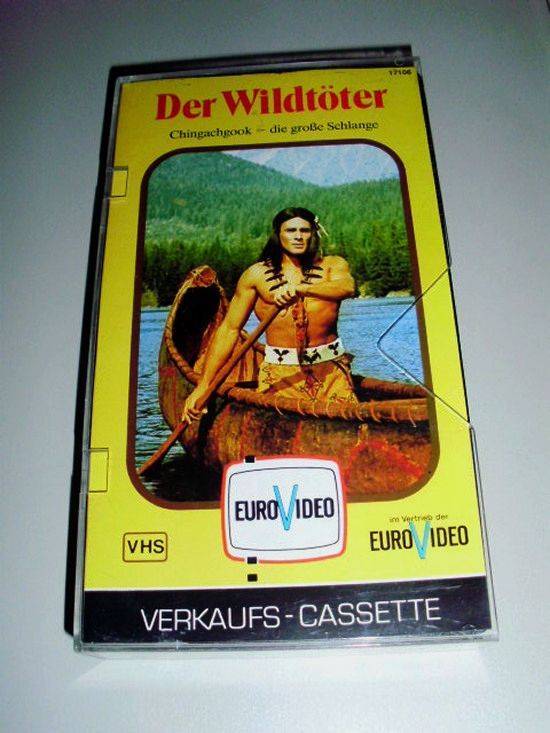 17106
Der Wildtöter
Chingachgook – die große Schlange
EUROVIDEO
im Vertrieb der
EUROVIDEO
VHS
VERKAUFS-CASSETTE